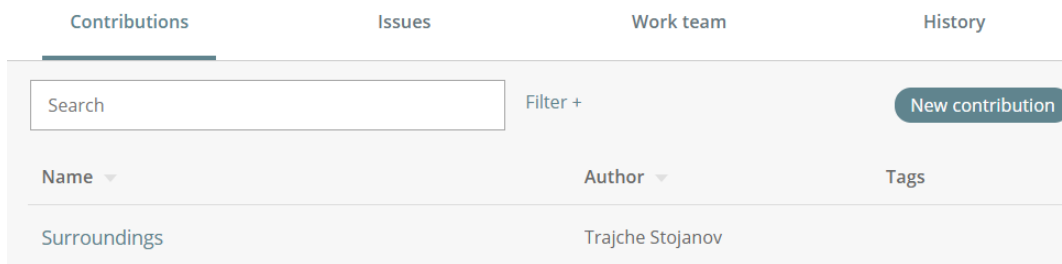 Contributions Issues Work team History
Search Filter + New contribution
Name Author Tags
Surroundings Trajche Stojanov